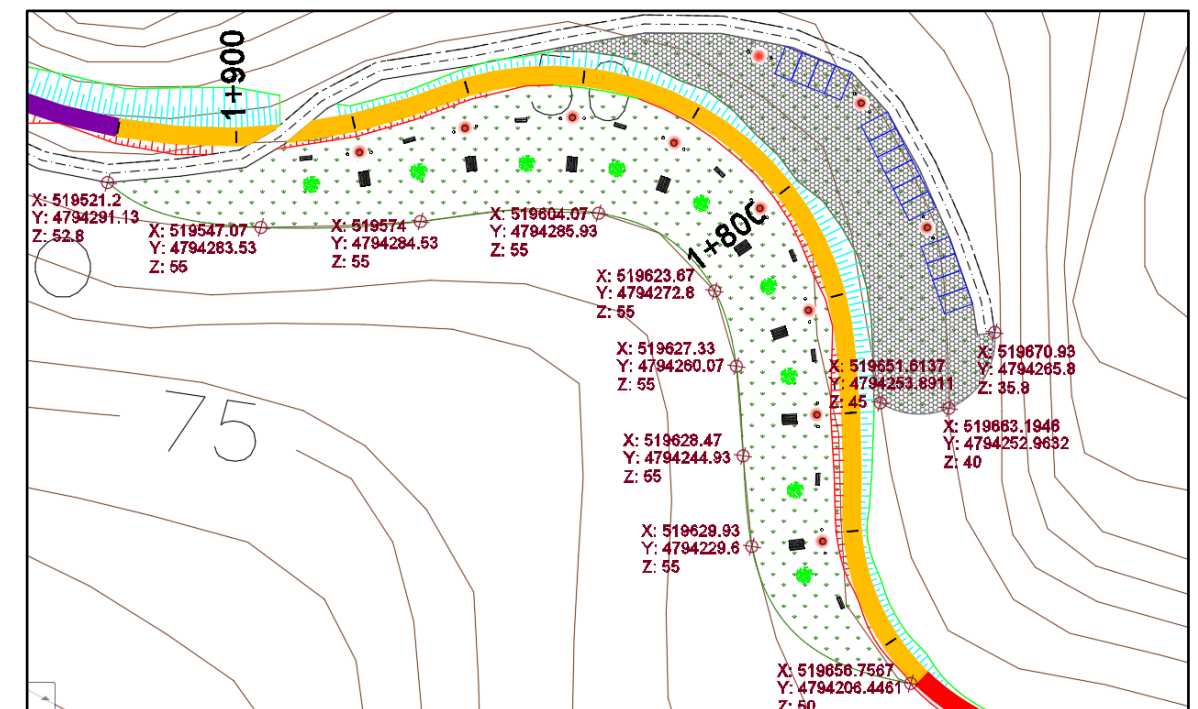 1+900
X: 519521.2
Y: 4794291.13
Z: 52.8
X: 519547.07
Y: 4794283.53
Z: 55
X: 519574
Y: 4794284.53
Z: 55
X: 519604.07
Y: 4794285.93
Z: 55
1+800
X: 519623.67
Y: 4794272.8
Z: 55
X: 519627.33
Y: 4794260.07
Z: 55
X: 519651.6137
Y: 4794253.8911
Z: 45
X: 519670.93
Y: 4794265.8
Z: 35.8
75
X: 519628.47
Y: 4794244.93
Z: 55
X: 519663.1946
Y: 4794252.9632
Z: 40
X: 519629.93
Y: 4794229.6
Z: 55
X: 519656.7567
Y: 4794206.4461
Z: 50